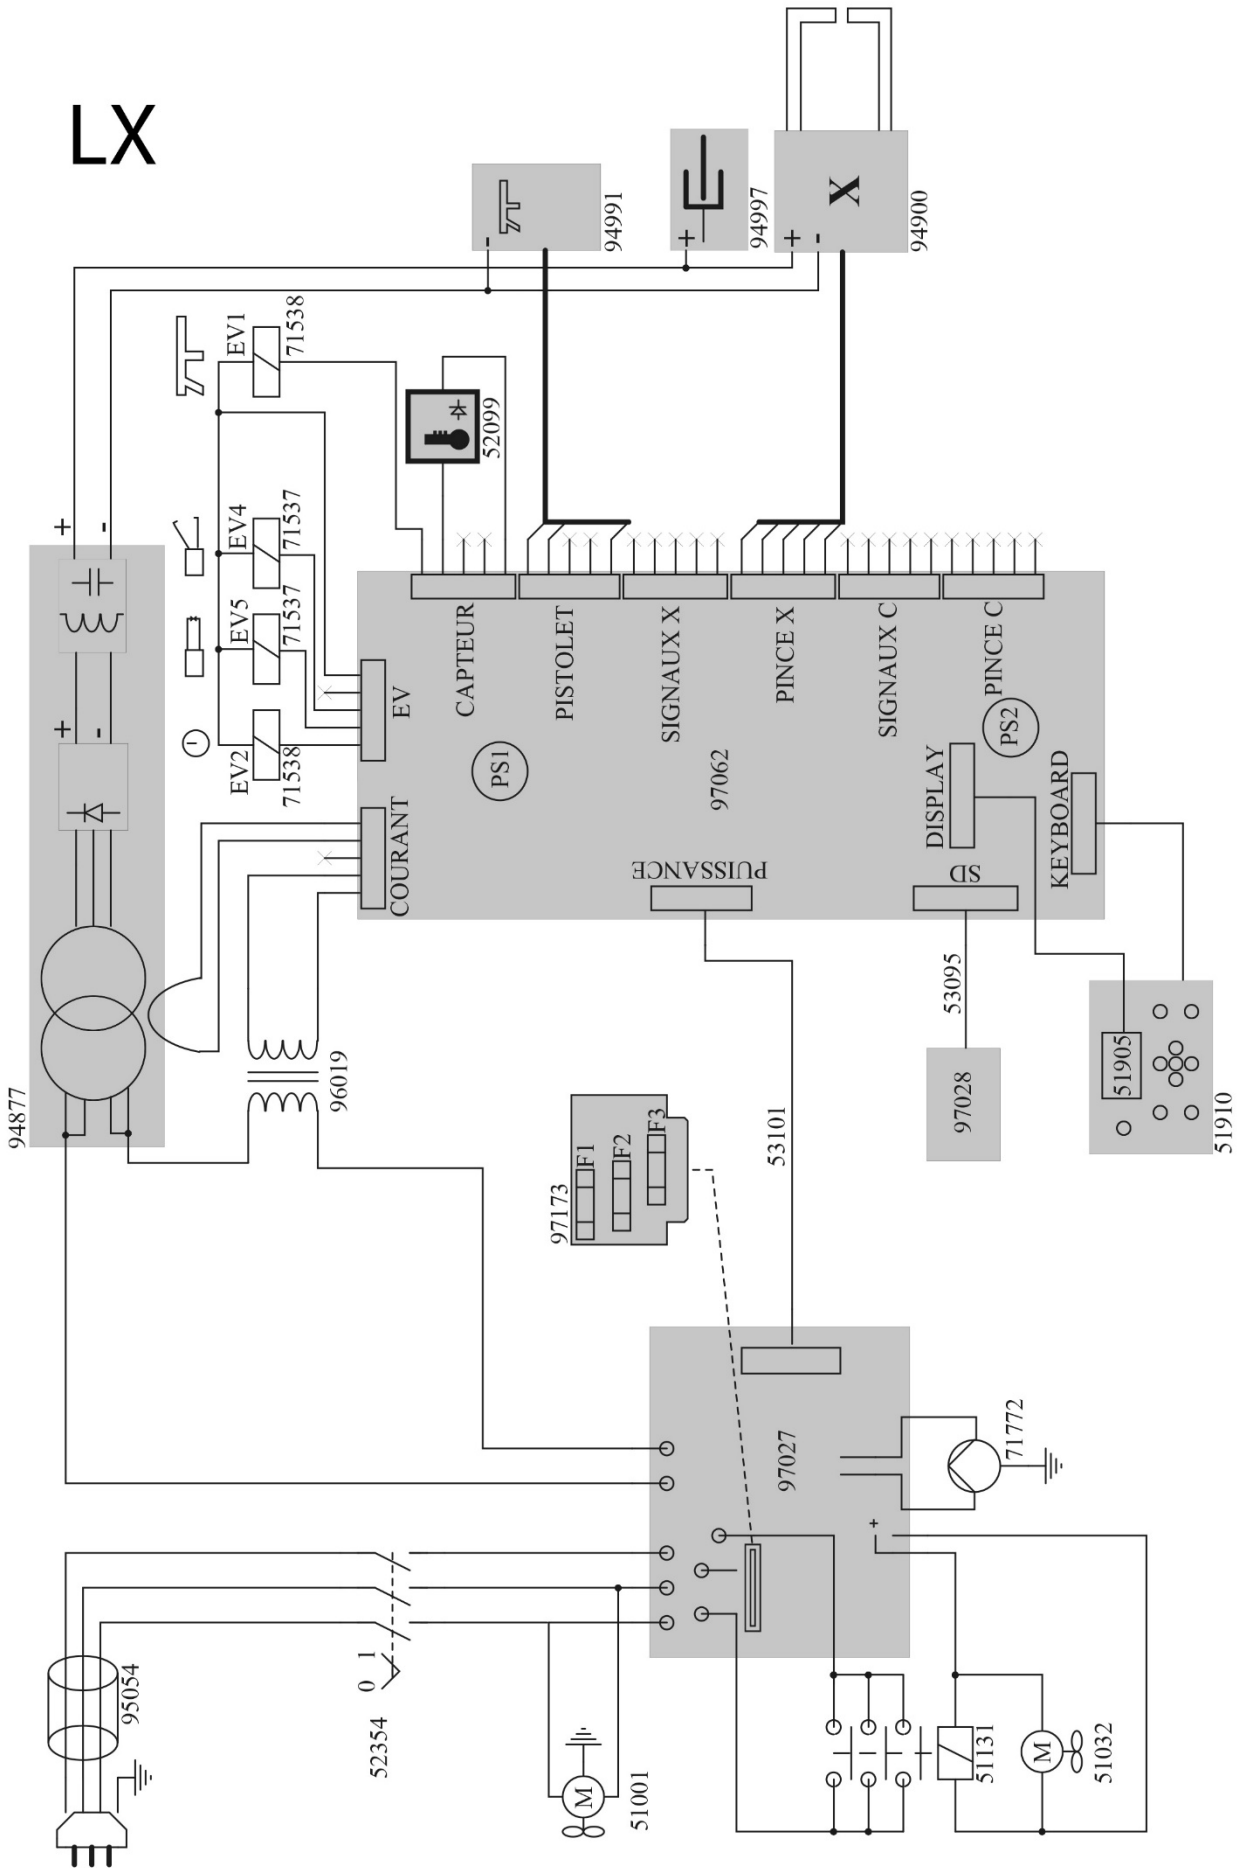 LX
94991
94997
94900
X
+
-
-
+
+
-
EV1
71538
52099
+
-
EV4
71537
EV5
71537
EV2
71538
+
-
94877
CAPTEUR
PISTOLET
SIGNAUX X
PINCE X
SIGNAUX C
PINCE C
EV
COURANT
PS1
PS2
97062
PUISSANCE
DISPLAY
SD
KEYBOARD
96019
53095
97028
51905
51910
97173
F1
F2
F3
53101
97027
71772
+
95054
0 1
52354
M
51001
51131
M
51032